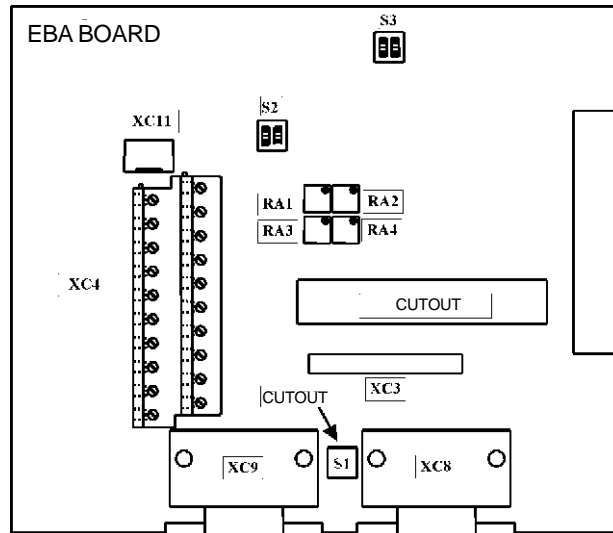 EBA BOARD
S3
S2
XC11
RA1
RA2
RA3
RA4
XC4
CUTOUT
XC3
CUTOUT
S1
XC9
XC8